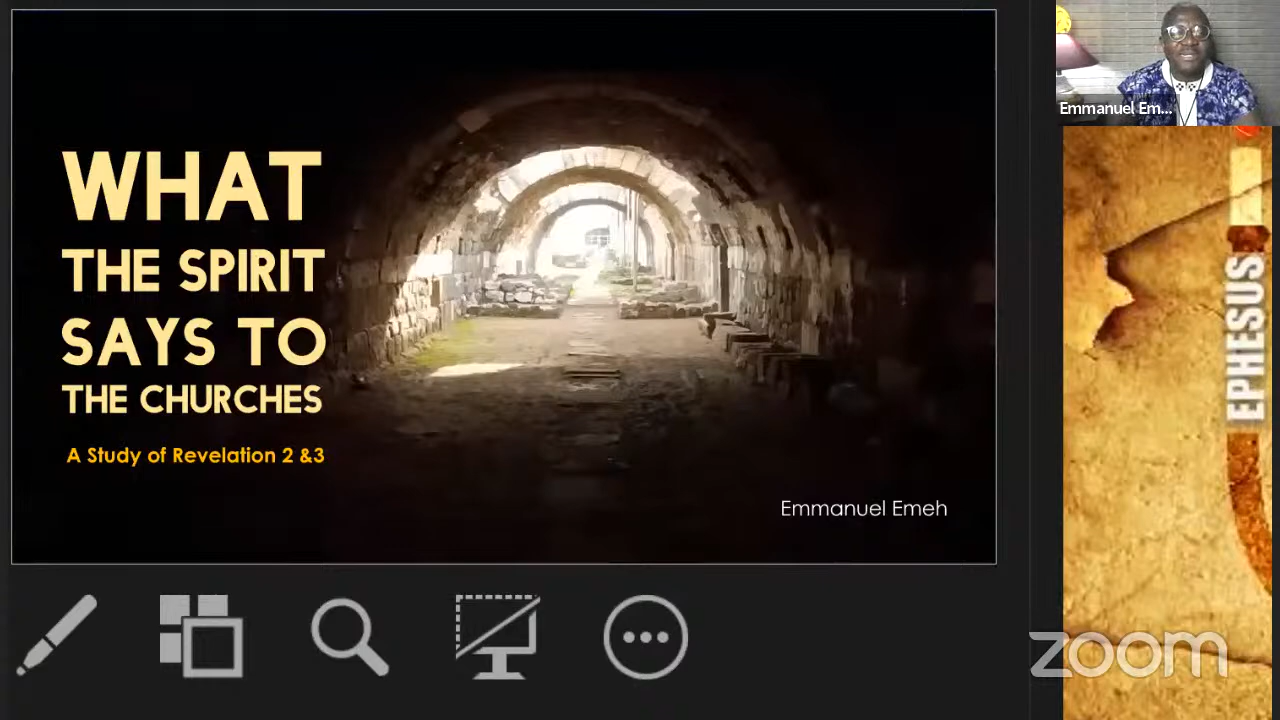 WHAT
THE SPIRIT
SAYS TO
THE CHURCHES
A Study of Revelation 2 &3
Emmanuel Emeh
Emmanuel Em...
EPHESUS
zoom